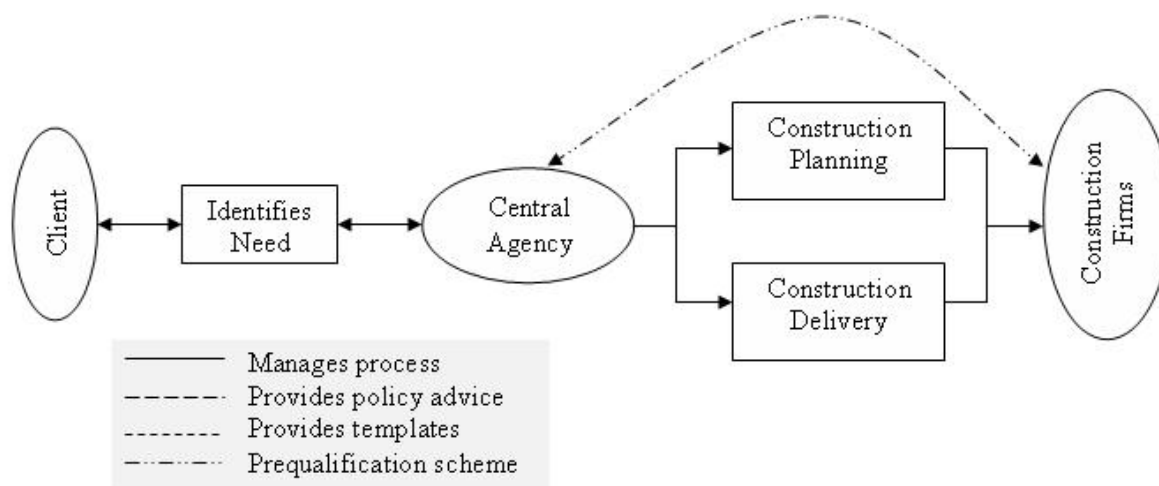 Client
Identifies
Need
Central
Agency
Construction
Planning
Construction
Delivery
Construction
Firms
Manages process
Provides policy advice
Provides templates
Prequalification scheme